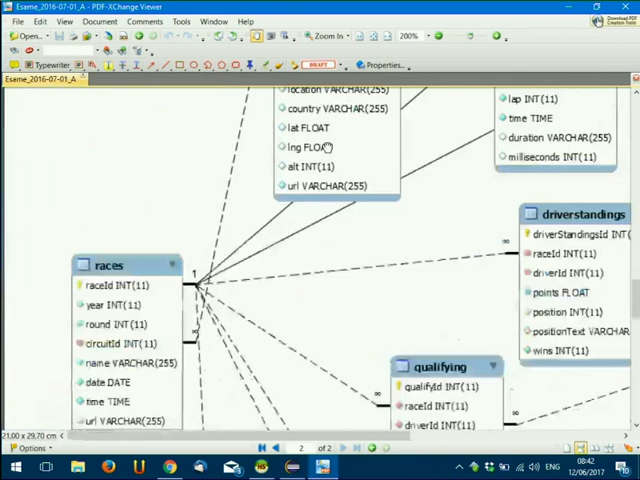 Esame_2016-07-01_A - PDF-XChange Viewer
File Edit View Document Comments Tools Window Help
Open... Zoom In 200%
Typewriter DRAFT Properties...
Esame_2016-07-01_A
location VARCHAR(255)
country VARCHAR(255)
lat FLOAT
lng FLOAT
alt INT(11)
url VARCHAR(255)
lap INT(11)
time TIME
duration VARCHAR(255)
milliseconds INT(11)
driverstandings
driverStandingsId INT(11)
raceId INT(11)
driverId INT(11)
points FLOAT
position INT(11)
positionText VARCHAR
wins INT(11)
races
1
raceId INT(11)
year INT(11)
round INT(11)
circuitId INT(11)
name VARCHAR(255)
date DATE
time TIME
url VARCHAR(255)
∞
∞
qualifying
qualifyId INT(11)
raceId INT(11)
driverId INT(11)
∞
∞
21,00 x 29,70 cm
Options 2 of 2
ENG
08:42
12/06/2017